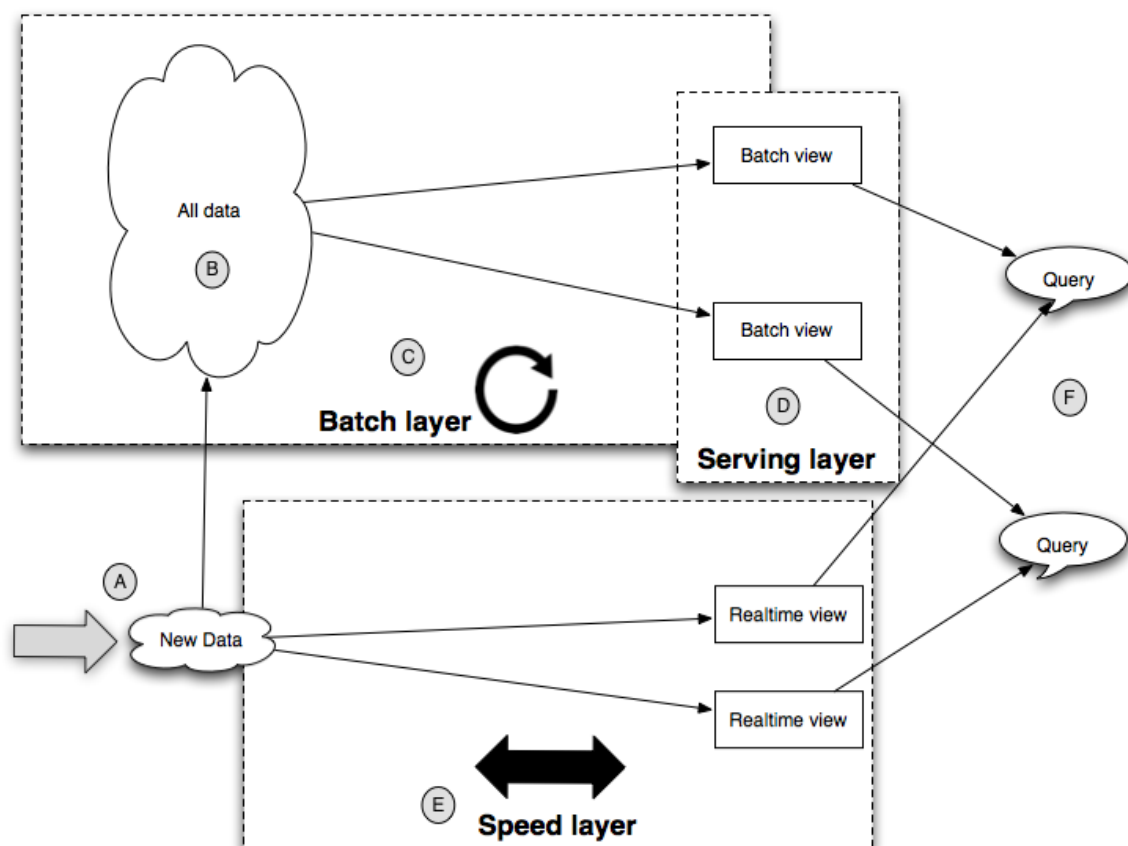 Batch view
All data
B
Query
Batch view
C
D
F
Batch layer
Serving layer
Query
A
Realtime view
New Data
Realtime view
E
Speed layer